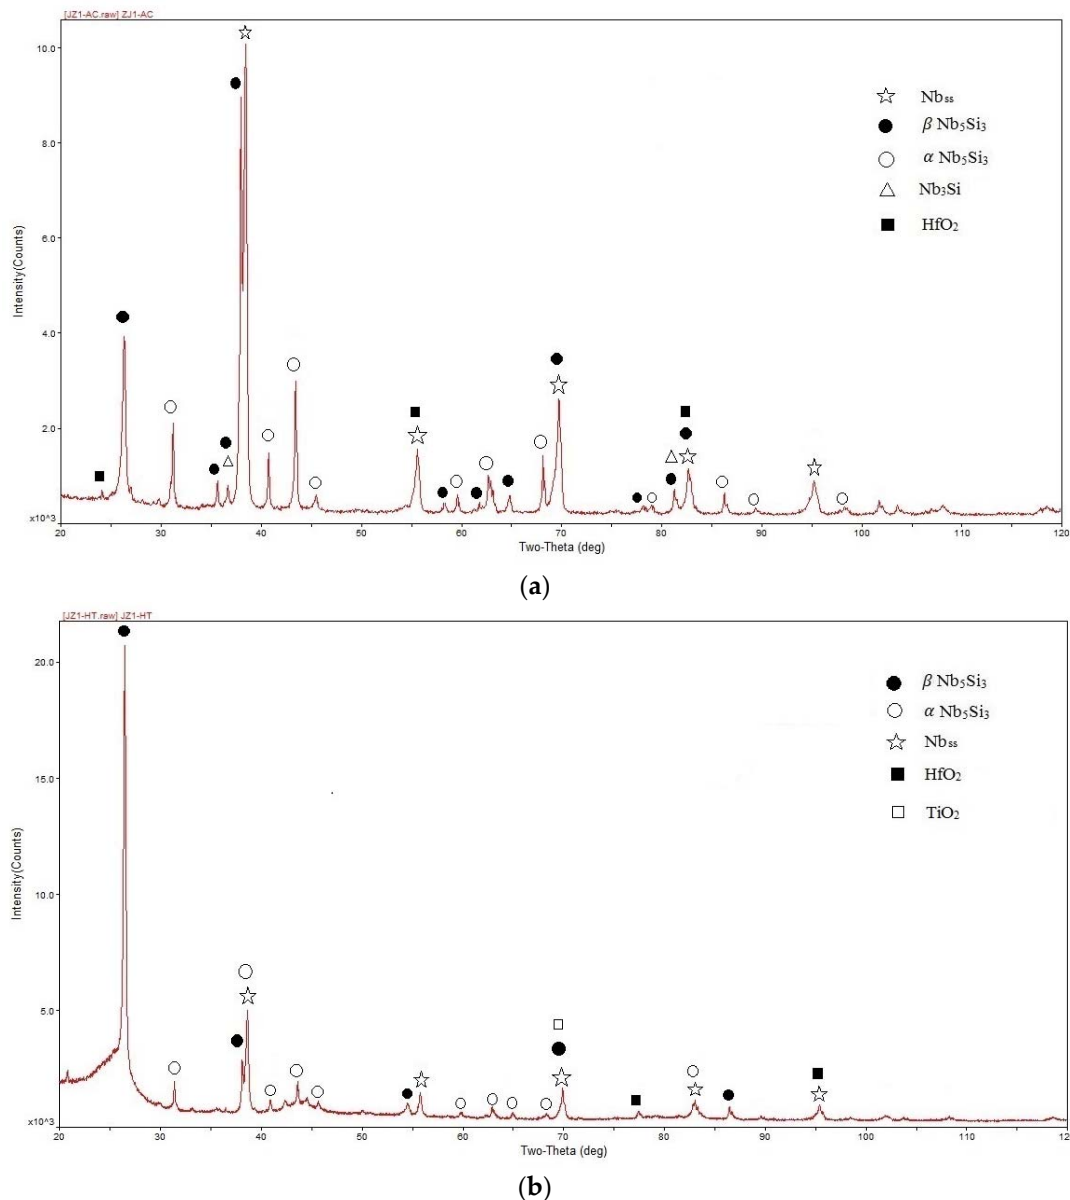 [JZ1-AC.raw] ZJ1-AC
10.0
8.0
6.0
4.0
2.0
x10^3
Intensity(Counts)
Nbss
β Nb5Si3
α Nb5Si3
Nb3Si
HfO2
20 30 40 50 60 70 80 90 100 110 120
Two-Theta (deg)
(a)
[JZ1-HT.raw] JZ1-HT
20.0
15.0
10.0
5.0
x10^3
Intensity(Counts)
β Nb5Si3
α Nb5Si3
Nbss
HfO2
TiO2
20 30 40 50 60 70 80 90 100 110 12
Two-Theta (deg)
(b)